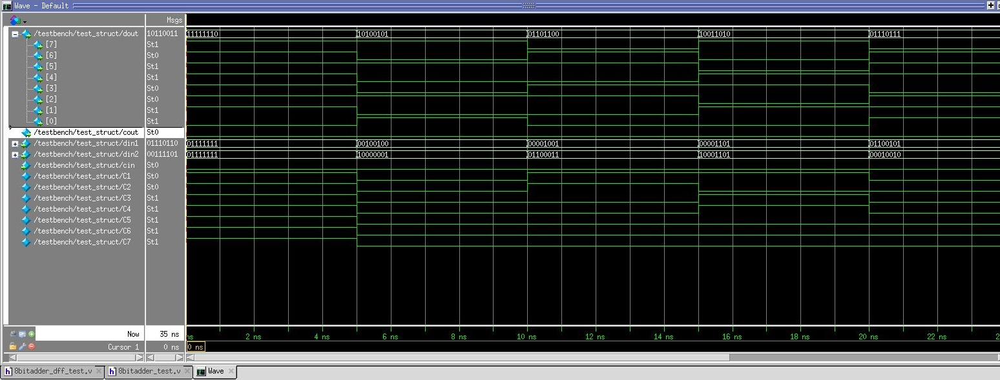 Wave - Default
Msgs
/testbench/test_struct/dout 10110011 11111110 10100101 01101100 10011010 01110111
[7] St1
[6] St0
[5] St1
[4] St1
[3] St0
[2] St0
[1] St1
[0] St1
/testbench/test_struct/cout St0
/testbench/test_struct/din1 01110110 01111111 00100100 00001001 00001101 01100101
/testbench/test_struct/din2 00111101 01111111 10000001 01100011 10001101 00010010
/testbench/test_struct/cin St0
/testbench/test_struct/C1 St0
/testbench/test_struct/C2 St0
/testbench/test_struct/C3 St1
/testbench/test_struct/C4 St1
/testbench/test_struct/C5 St1
/testbench/test_struct/C6 St1
/testbench/test_struct/C7 St1
Now 35 ns ns 2 ns 4 ns 6 ns 8 ns 10 ns 12 ns 14 ns 16 ns 18 ns 20 ns 22 ns 2
Cursor 1 0 ns 0 ns
8bitadder_dff_test.v 8bitadder_test.v Wave